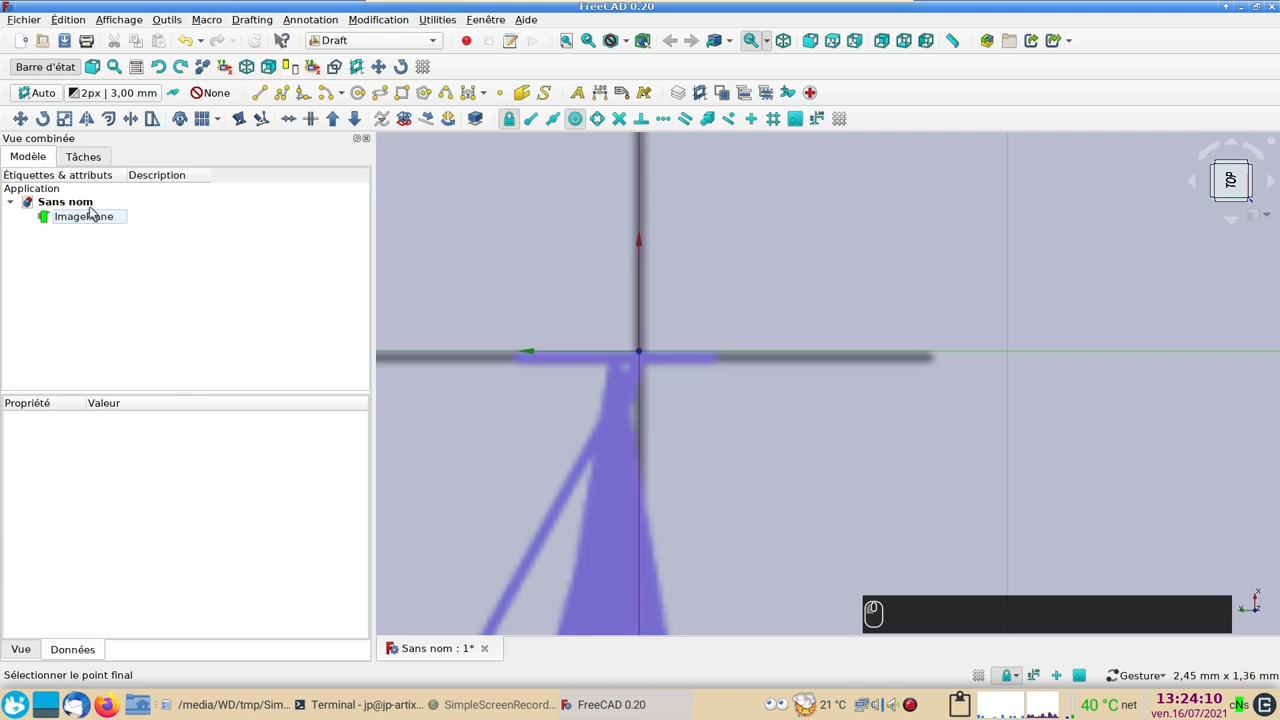 FreeCAD 0.20
Fichier Édition Affichage Outils Macro Drafting Annotation Modification Utilities Fenêtre Aide
Draft
Barre d'état
Auto 2px | 3,00 mm None
Vue combinée
Modèle Tâches
Étiquettes & attributs Description
Application
Sans nom
TOP
Propriété Valeur
X
Y
Z
Vue Données
Sans nom : 1*
Sélectionner le point final
Gesture 2,45 mm x 1,36 mm
/media/WD/tmp/Sim... Terminal - jp@jp-artix... SimpleScreenRecord... FreeCAD 0.20
21 °C
40 °C net
13:24:10
ven.16/07/2021
cNs